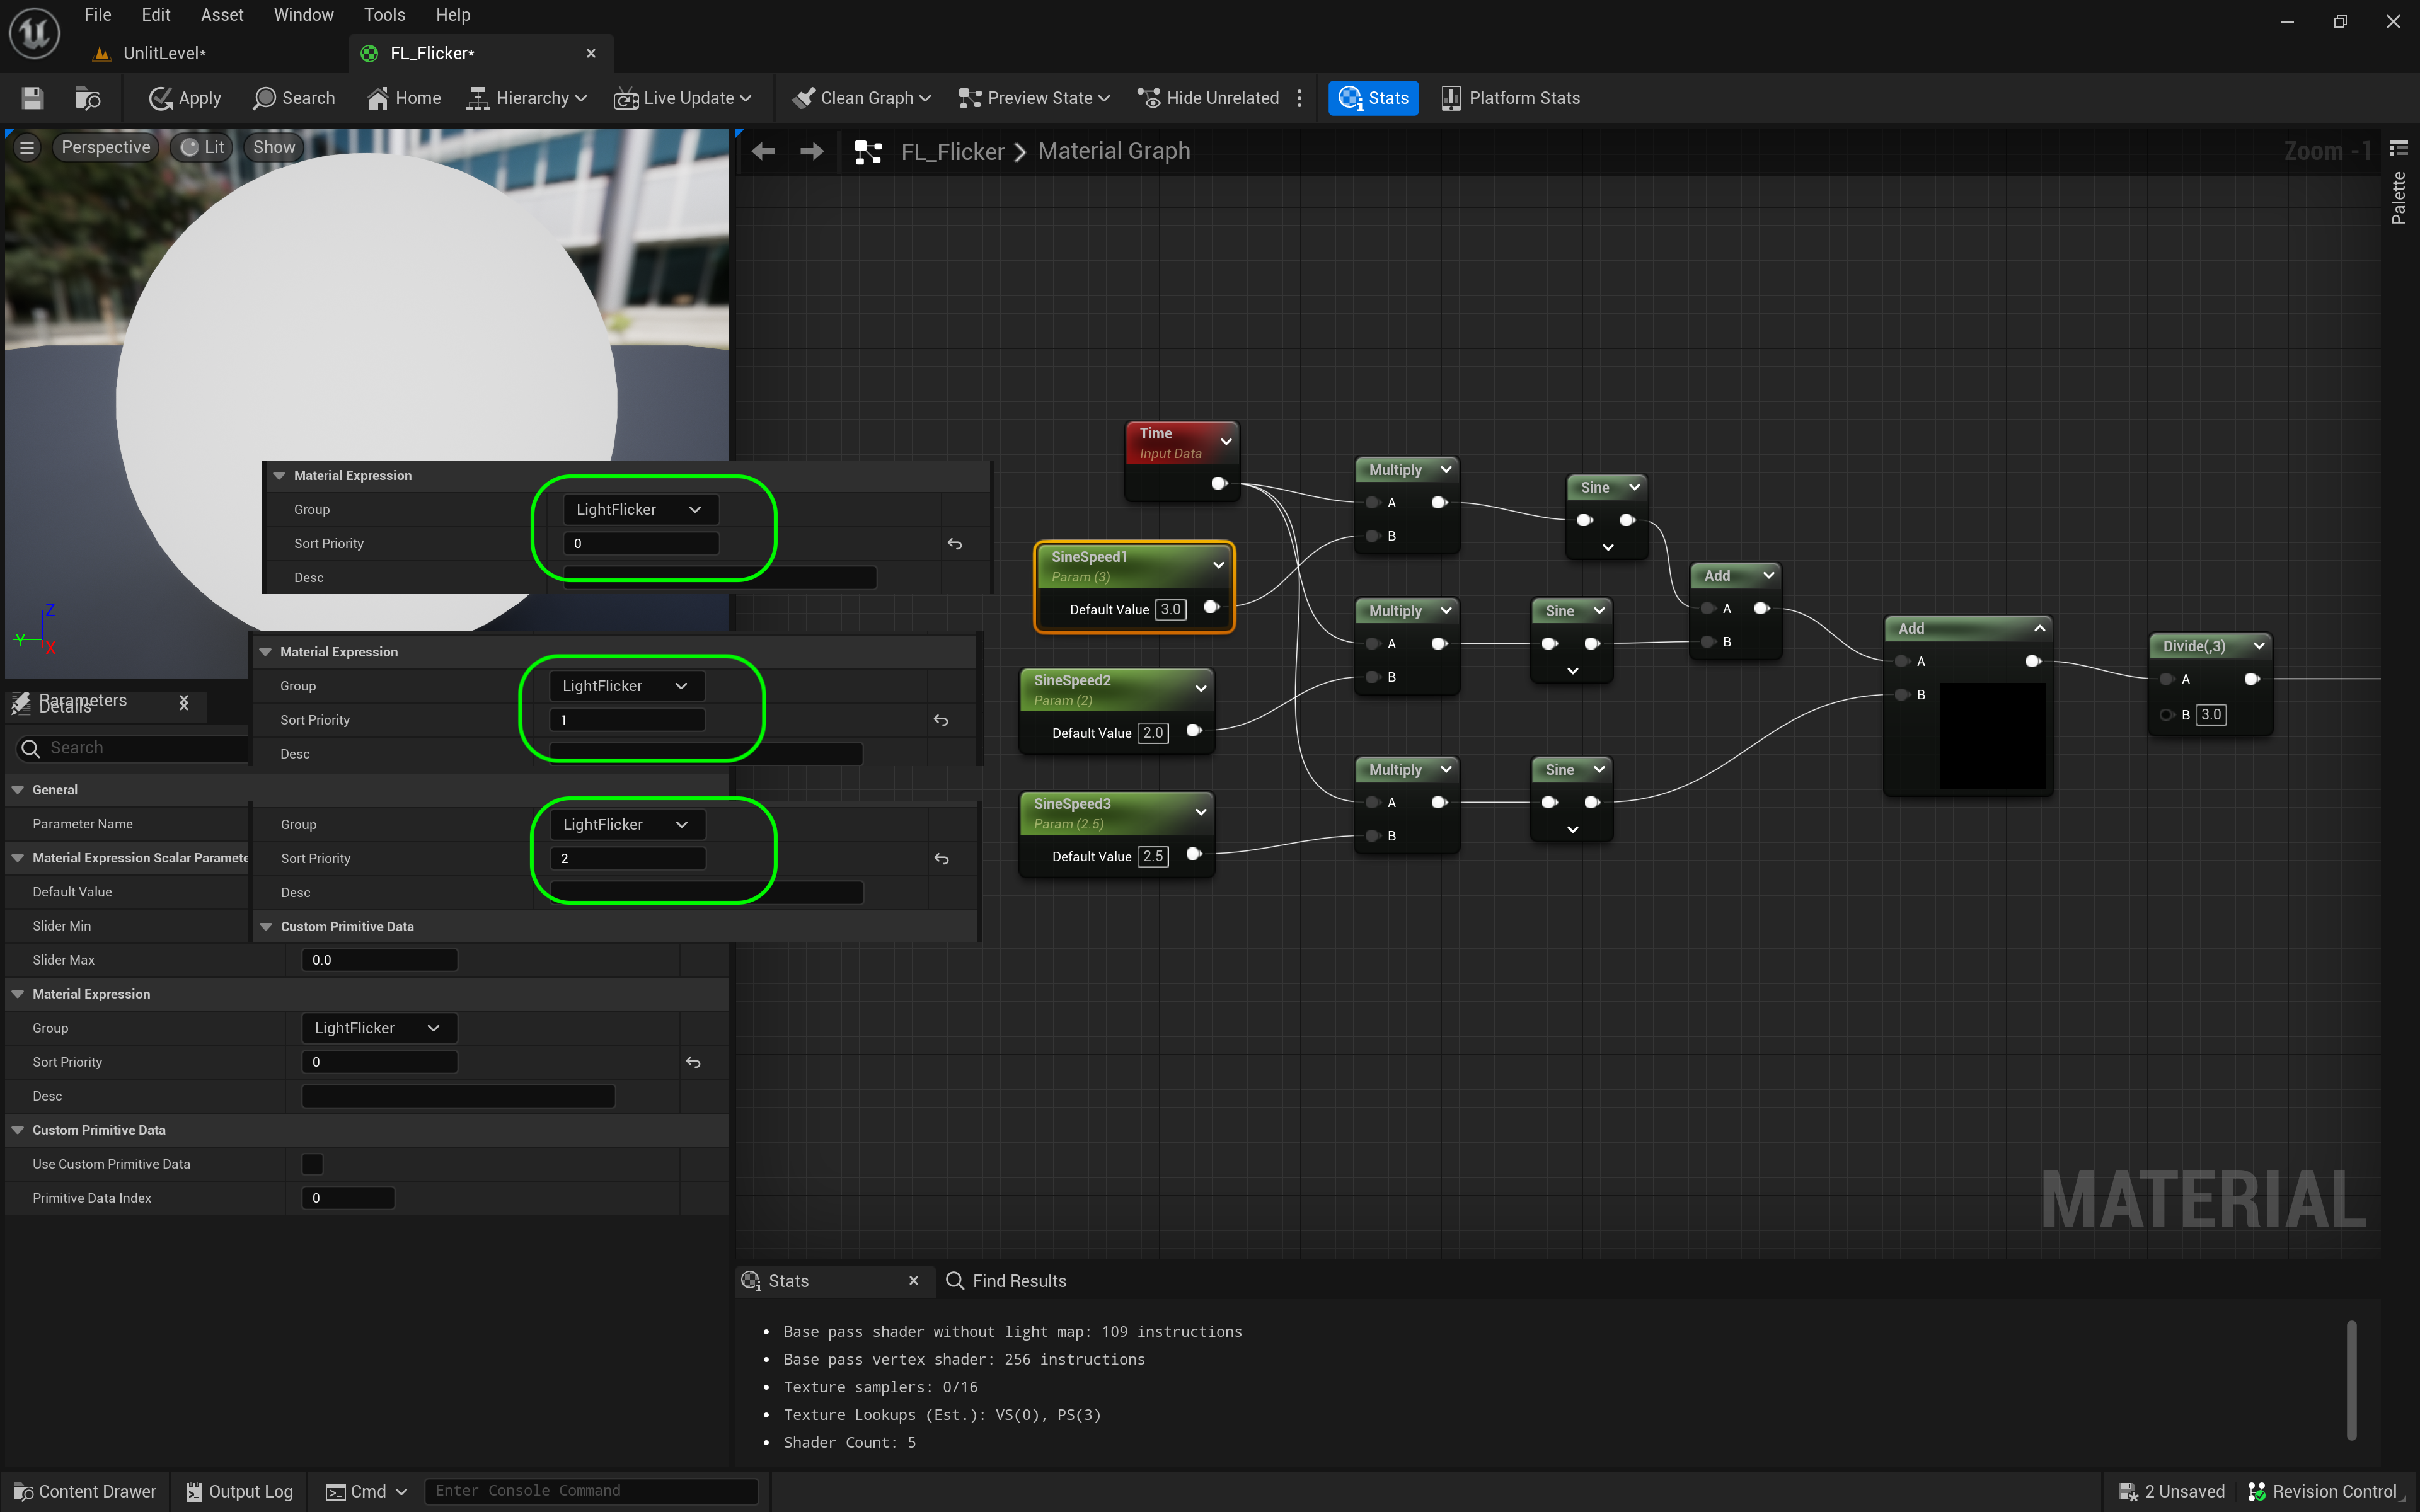 File Edit Asset Window Tools Help
UnlitLevel*
FL_Flicker*
Apply Search Home Hierarchy Live Update Clean Graph Preview State Hide Unrelated Stats Platform Stats
Perspective Lit Show
FL_Flicker > Material Graph
Zoom -1
Palette
Material Expression
Group LightFlicker
Sort Priority 0
Desc
Material Expression
Group LightFlicker
Sort Priority 1
Desc
Group LightFlicker
Sort Priority 2
Desc
Custom Primitive Data
Z
Y
X
Parameters
Details
Search
General
Parameter Name
Material Expression Scalar Paramete
Default Value
Slider Min
Slider Max 0.0
Material Expression
Group LightFlicker
Sort Priority 0
Desc
Custom Primitive Data
Use Custom Primitive Data
Primitive Data Index 0
Time
Input Data
SineSpeed1
Param (3)
Default Value 3.0
SineSpeed2
Param (2)
Default Value 2.0
SineSpeed3
Param (2.5)
Default Value 2.5
Multiply
A
B
Multiply
A
B
Multiply
A
B
Sine
Sine
Sine
Add
A
B
Add
A
B
Divide(,3)
A
B 3.0
MATERIAL
Stats
Find Results
• Base pass shader without light map: 109 instructions
• Base pass vertex shader: 256 instructions
• Texture samplers: 0/16
• Texture Lookups (Est.): VS(0), PS(3)
• Shader Count: 5
Content Drawer Output Log Cmd Enter Console Command 2 Unsaved Revision Control